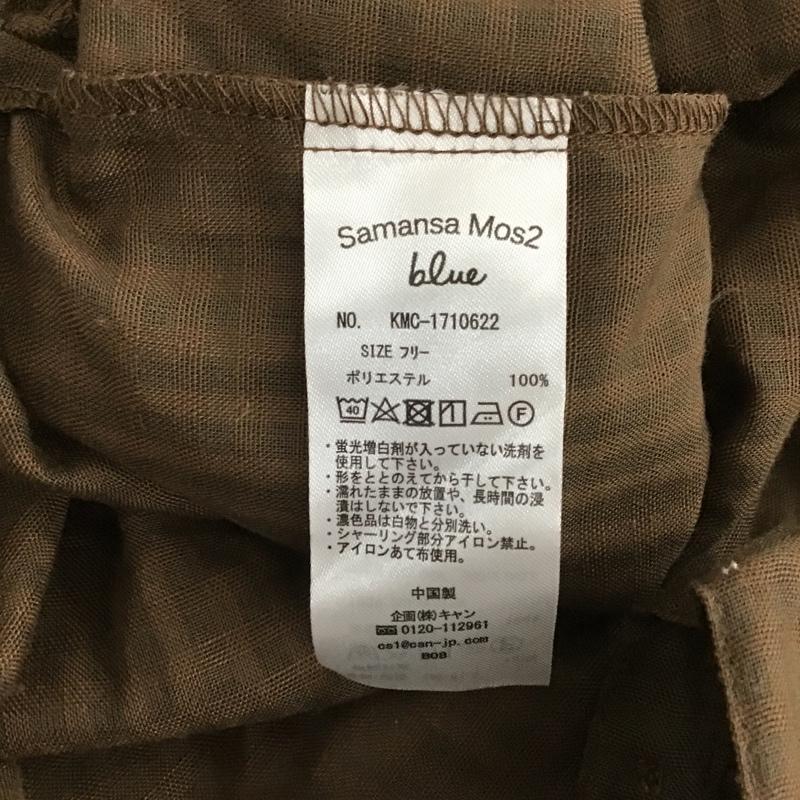 Samansa Mos2
blue
NO. KMC-1710622
SIZE フリー
ポリエステル 100%
40 F
・蛍光増白剤が入っていない洗剤を
使用して下さい。
・形をととのえてから干して下さい。
・濡れたままの放置や、長時間の浸
漬はしないで下さい。
・濃色品は白物と分別洗い。
・シャーリング部分アイロン禁止。
・アイロンあて布使用。
中国製
企画(株)キャン
0120-112961
cs1@can-jp.com
B08